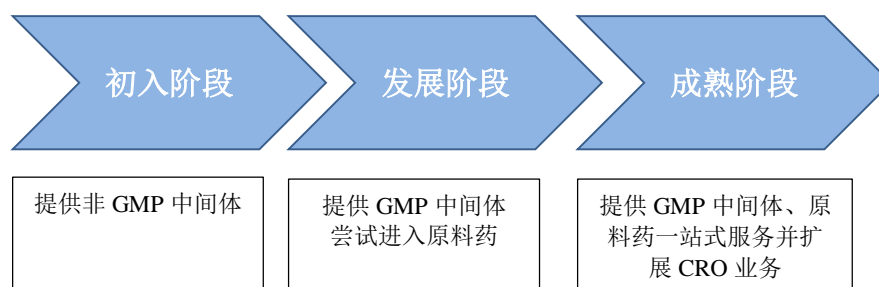 初入阶段
发展阶段
成熟阶段
提供非 GMP 中间体
提供 GMP 中间体
尝试进入原料药
提供 GMP 中间体、原
料药一站式服务并扩
展 CRO 业务